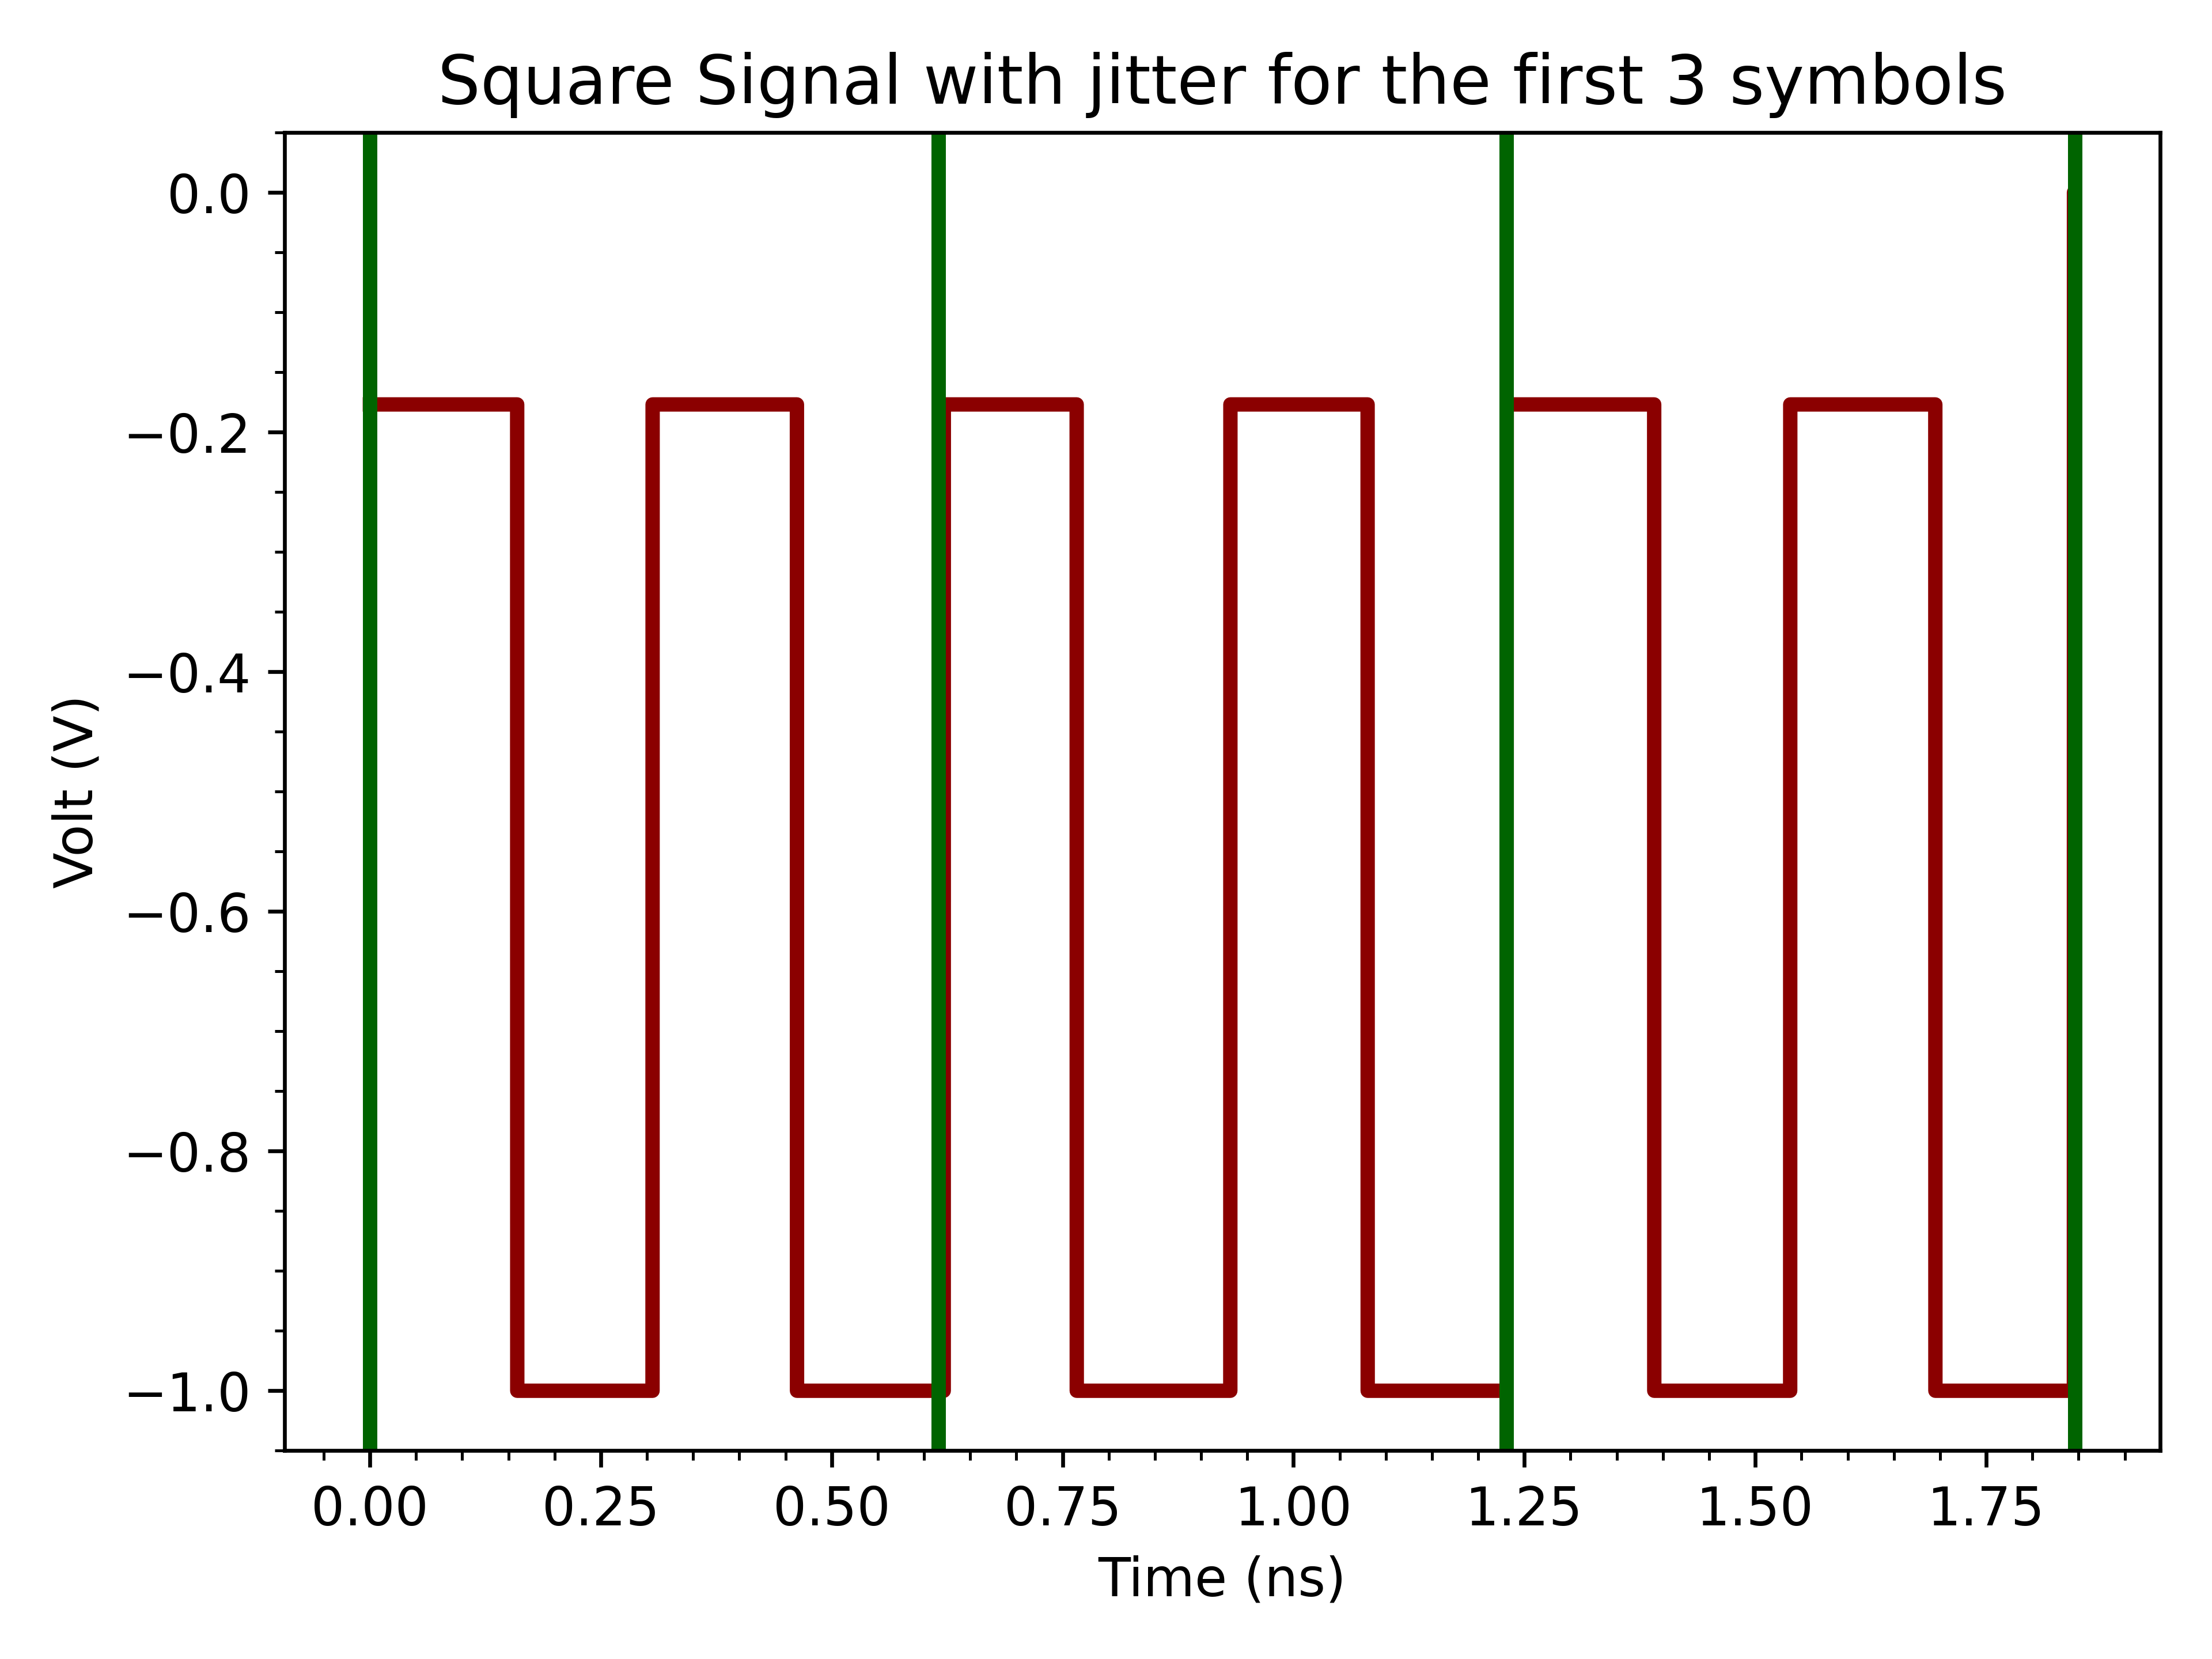 Square Signal with jitter for the first 3 symbols
0.0
−0.2
−0.4
−0.6
−0.8
−1.0
Volt (V)
0.00 0.25 0.50 0.75 1.00 1.25 1.50 1.75
Time (ns)